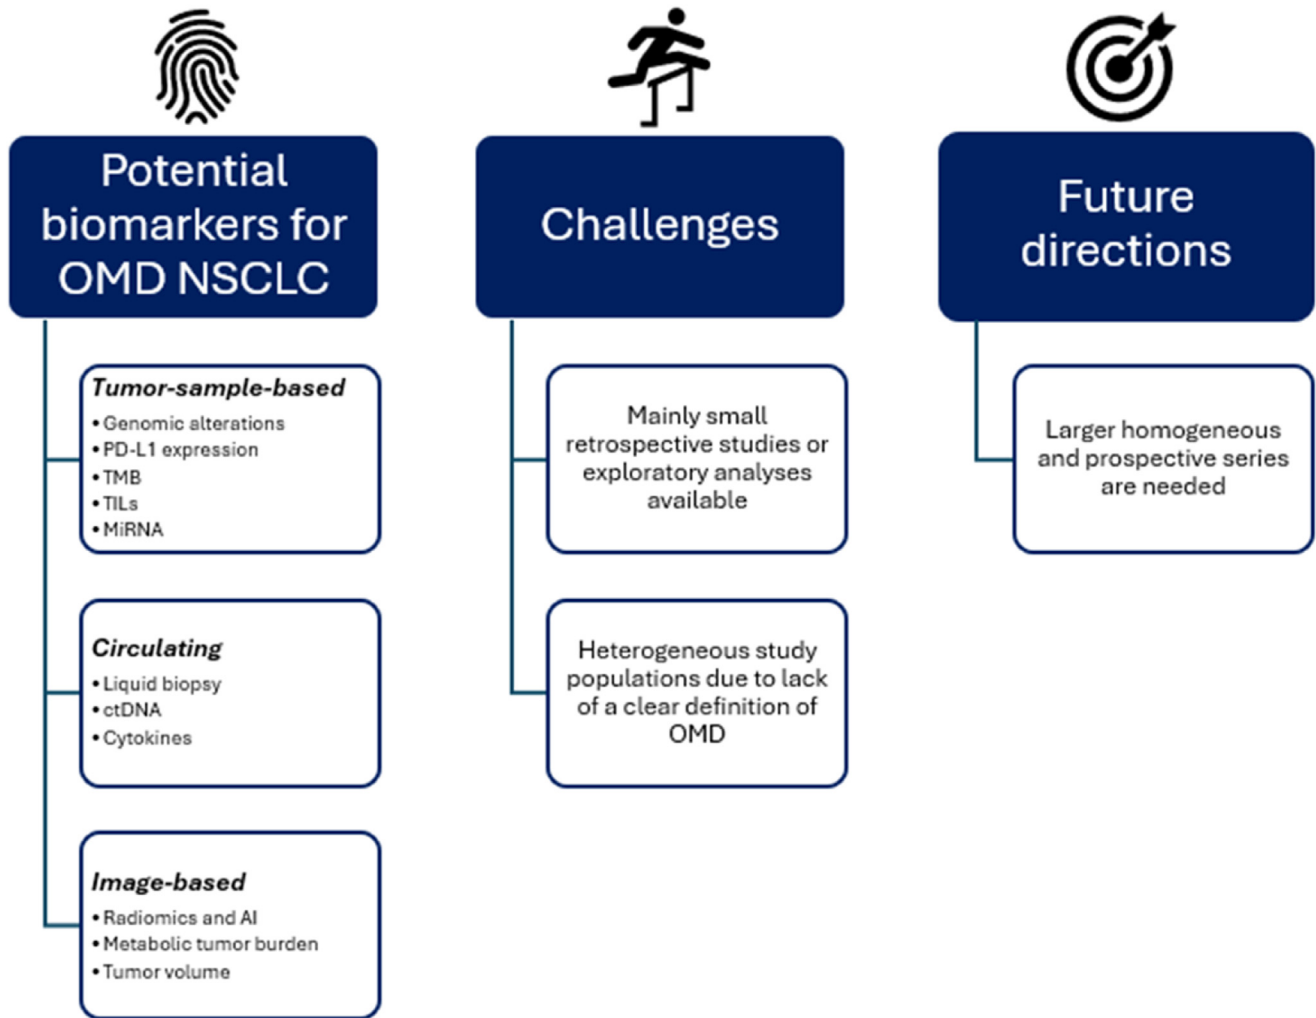 Potential
biomarkers for
OMD NSCLC
Tumor-sample-based
• Genomic alterations
• PD-L1 expression
• TMB
• TILs
• MiRNA
Circulating
• Liquid biopsy
• ctDNA
• Cytokines
Image-based
• Radiomics and AI
• Metabolic tumor burden
• Tumor volume
Challenges
Mainly small
retrospective studies or
exploratory analyses
available
Heterogeneous study
populations due to lack
of a clear definition of
OMD
Future
directions
Larger homogeneous
and prospective series
are needed